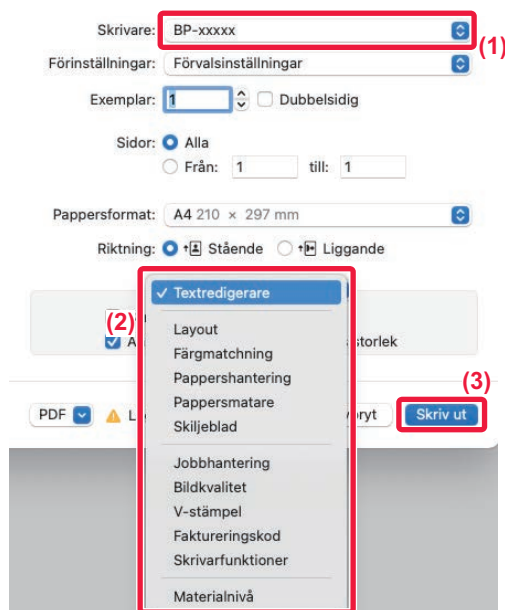 Skrivare: BP-xxxxx
(1)
Förinställningar: Förvalsinställningar
Exemplar: 1 Dubbelsidig
Sidor: Alla
Från: 1 till: 1
Pappersformat: A4 210 × 297 mm
Riktning: Stående Liggande
Textredigerare
(2)
Layout
storlek
Färgmatchning
Pappershantering
Pappersmatare
Skiljeblad
(3)
PDF
Skriv ut
Jobbhantering
Bildkvalitet
V-stämpel
Faktureringskod
Skrivarfunktioner
Materialnivå